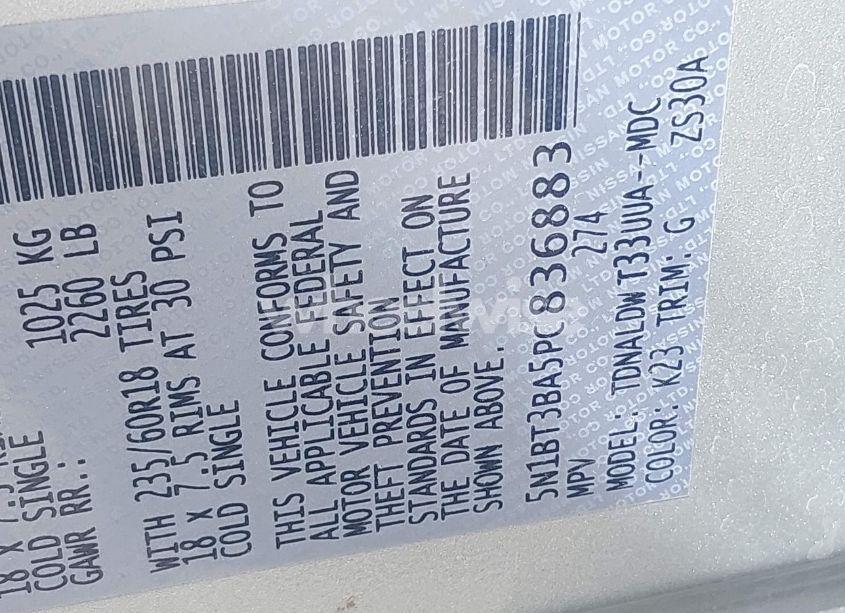 18 X 7.5
COLD SINGLE
GAWR RR.: 1025 KG
2260 LB
WITH 235/60R18 TIRES
18 X 7.5 RIMS AT 30 PSI
COLD SINGLE
THIS VEHICLE CONFORMS TO
ALL APPLICABLE FEDERAL
MOTOR VEHICLE SAFETY AND
THEFT PREVENTION
STANDARDS IN EFFECT ON
THE DATE OF MANUFACTURE
SHOWN ABOVE.
5N1BT3BA5PC836883
MPV 274
MODEL: TDNALDW T33UUA--MDC
COLOR: K23 TRIM: G ZS30A